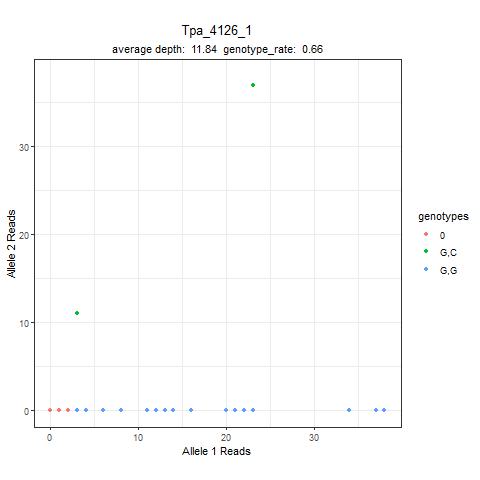 Tpa_4126_1
average depth: 11.84 genotype_rate: 0.66
Allele 2 Reads
30
20
10
0
0 10 20 30
Allele 1 Reads
genotypes
0
G,C
G,G